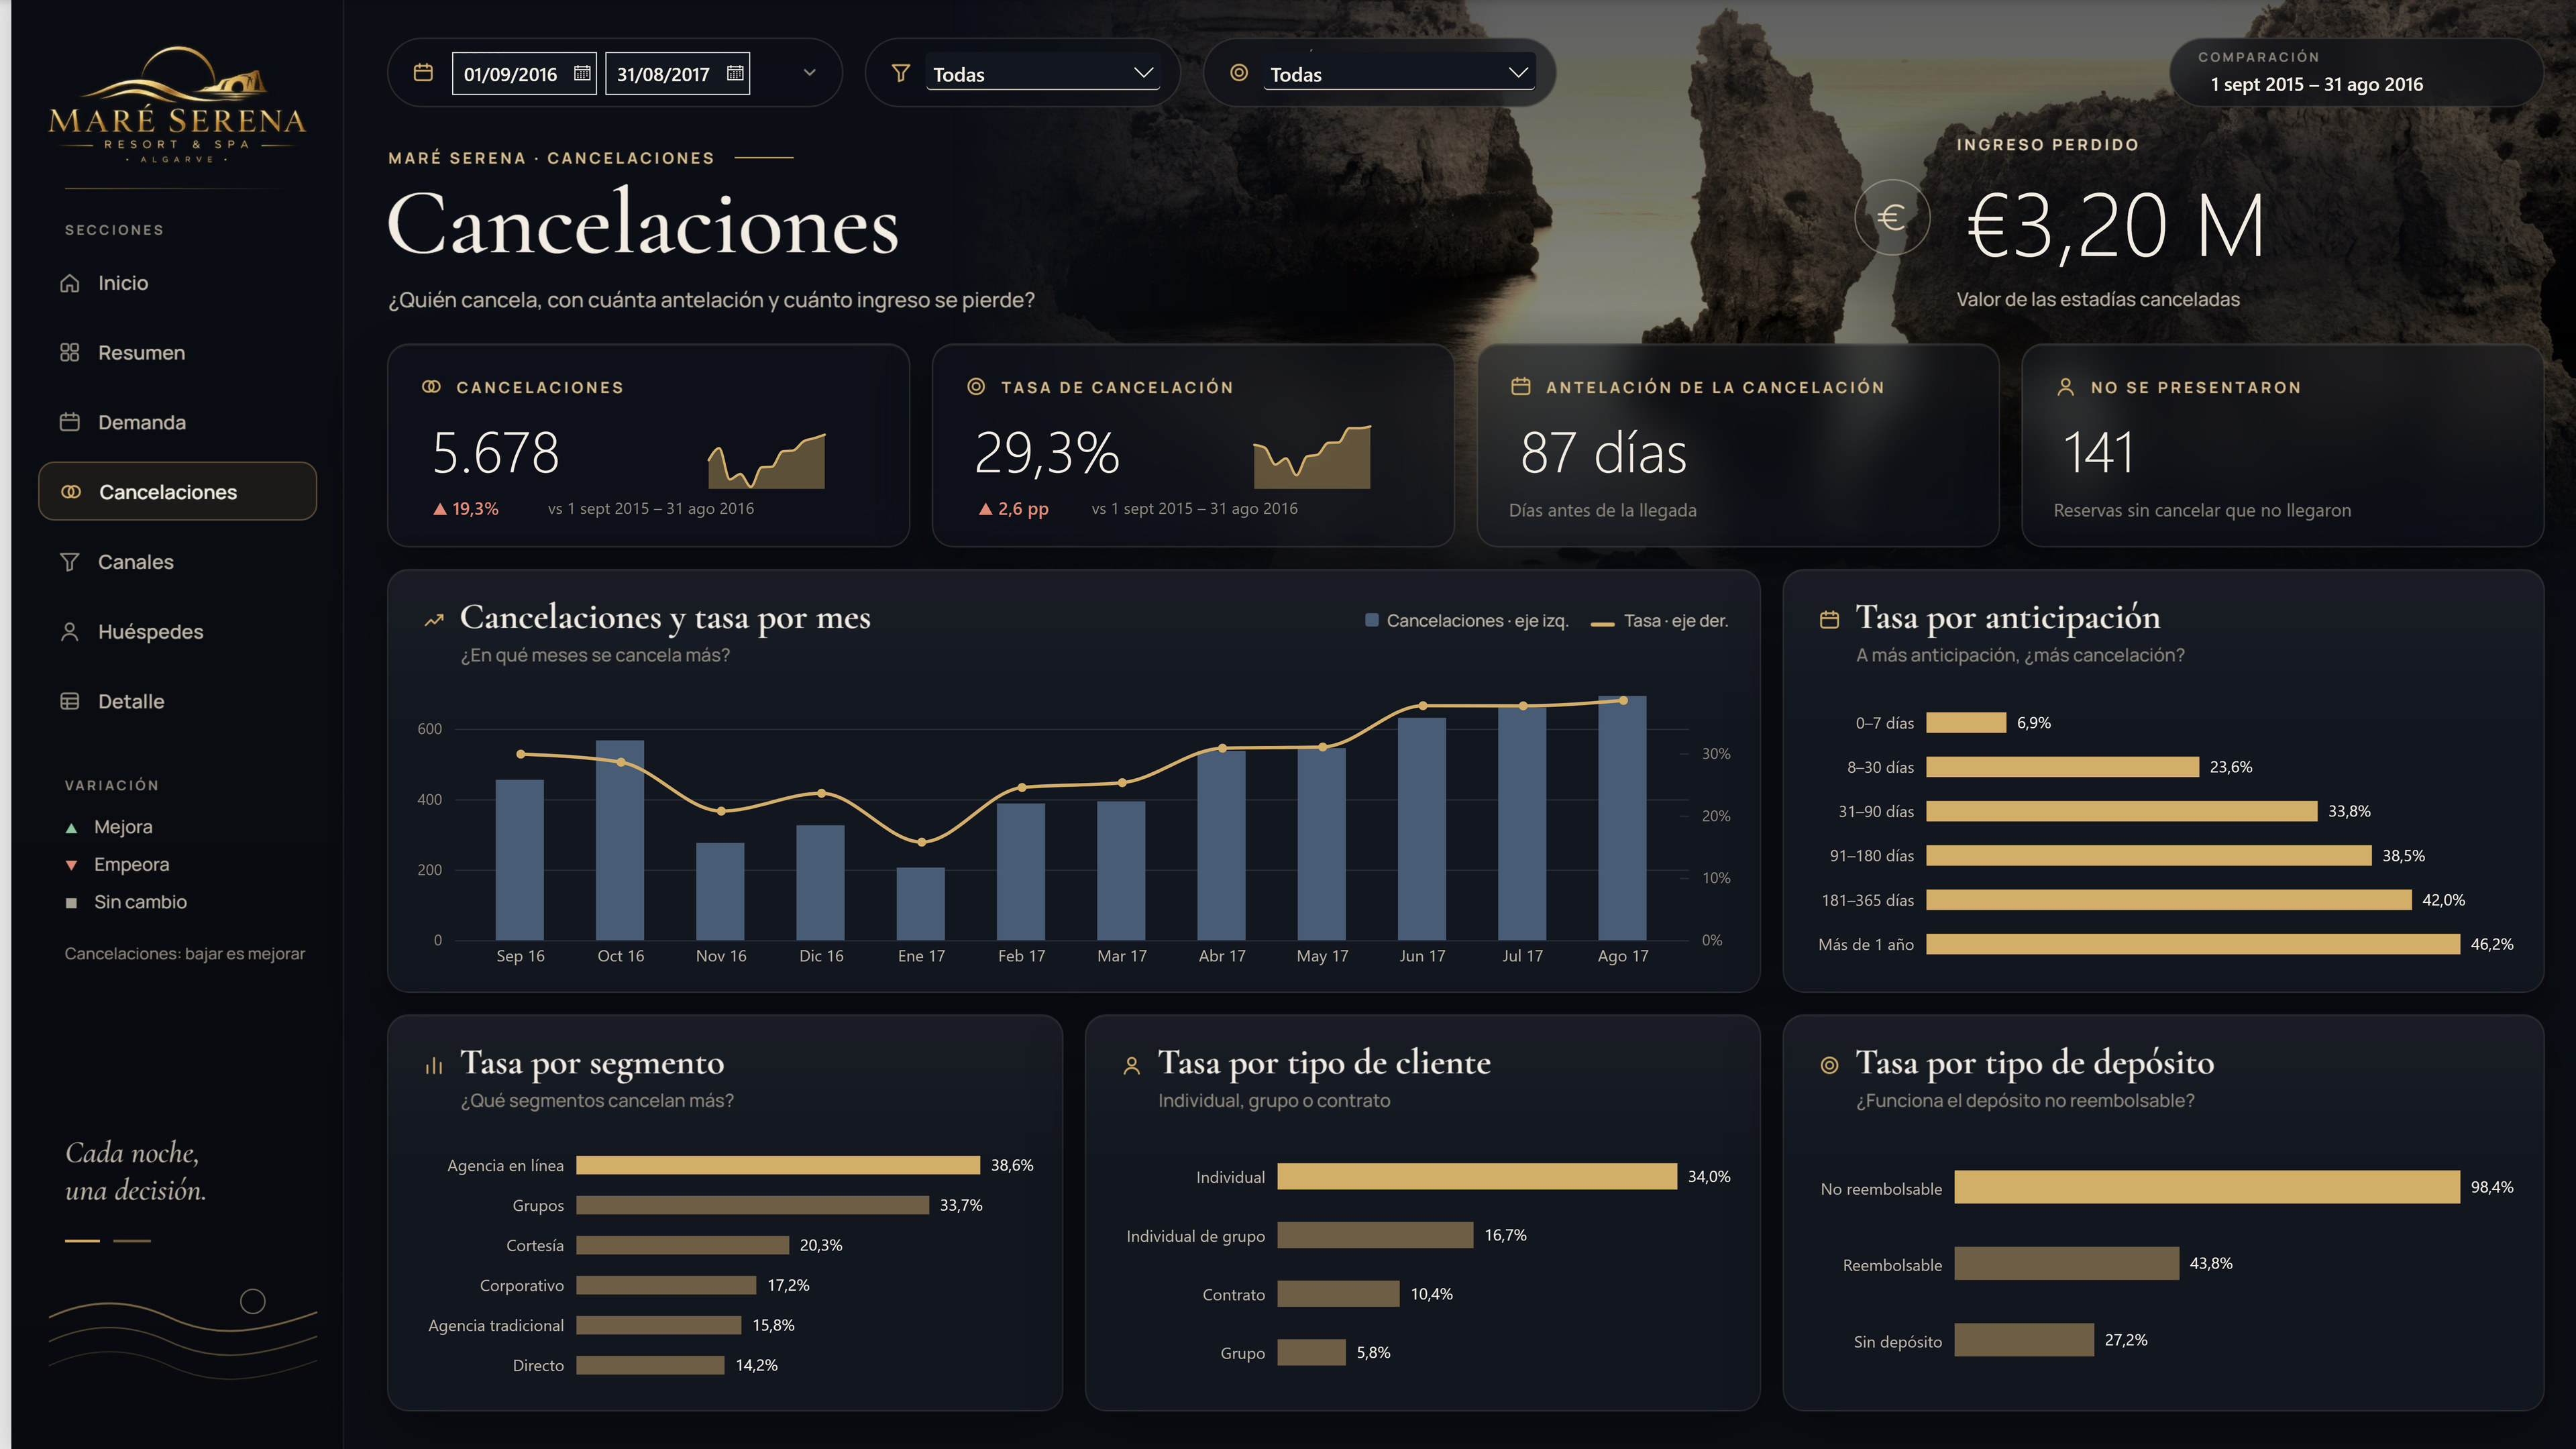 MARÉ SERENA
RESORT & SPA
· ALGARVE ·
SECCIONES
Inicio
Resumen
Demanda
Cancelaciones
Canales
Huéspedes
Detalle
VARIACIÓN
▲ Mejora
▼ Empeora
■ Sin cambio
Cancelaciones: bajar es mejorar
Cada noche,
una decisión.
01/09/2016 31/08/2017
Todas
Todas
COMPARACIÓN
1 sept 2015 – 31 ago 2016
MARÉ SERENA · CANCELACIONES
Cancelaciones
¿Quién cancela, con cuánta antelación y cuánto ingreso se pierde?
INGRESO PERDIDO
€
€3,20 M
Valor de las estadías canceladas
CANCELACIONES
5.678
▲ 19,3% vs 1 sept 2015 – 31 ago 2016
TASA DE CANCELACIÓN
29,3%
▲ 2,6 pp vs 1 sept 2015 – 31 ago 2016
ANTELACIÓN DE LA CANCELACIÓN
87 días
Días antes de la llegada
NO SE PRESENTARON
141
Reservas sin cancelar que no llegaron
Cancelaciones y tasa por mes
¿En qué meses se cancela más?
Cancelaciones · eje izq. Tasa · eje der.
600
400
200
0
30%
20%
10%
0%
Sep 16 Oct 16 Nov 16 Dic 16 Ene 17 Feb 17 Mar 17 Abr 17 May 17 Jun 17 Jul 17 Ago 17
Tasa por anticipación
A más anticipación, ¿más cancelación?
0–7 días 6,9%
8–30 días 23,6%
31–90 días 33,8%
91–180 días 38,5%
181–365 días 42,0%
Más de 1 año 46,2%
Tasa por segmento
¿Qué segmentos cancelan más?
Agencia en línea 38,6%
Grupos 33,7%
Cortesía 20,3%
Corporativo 17,2%
Agencia tradicional 15,8%
Directo 14,2%
Tasa por tipo de cliente
Individual, grupo o contrato
Individual 34,0%
Individual de grupo 16,7%
Contrato 10,4%
Grupo 5,8%
Tasa por tipo de depósito
¿Funciona el depósito no reembolsable?
No reembolsable 98,4%
Reembolsable 43,8%
Sin depósito 27,2%